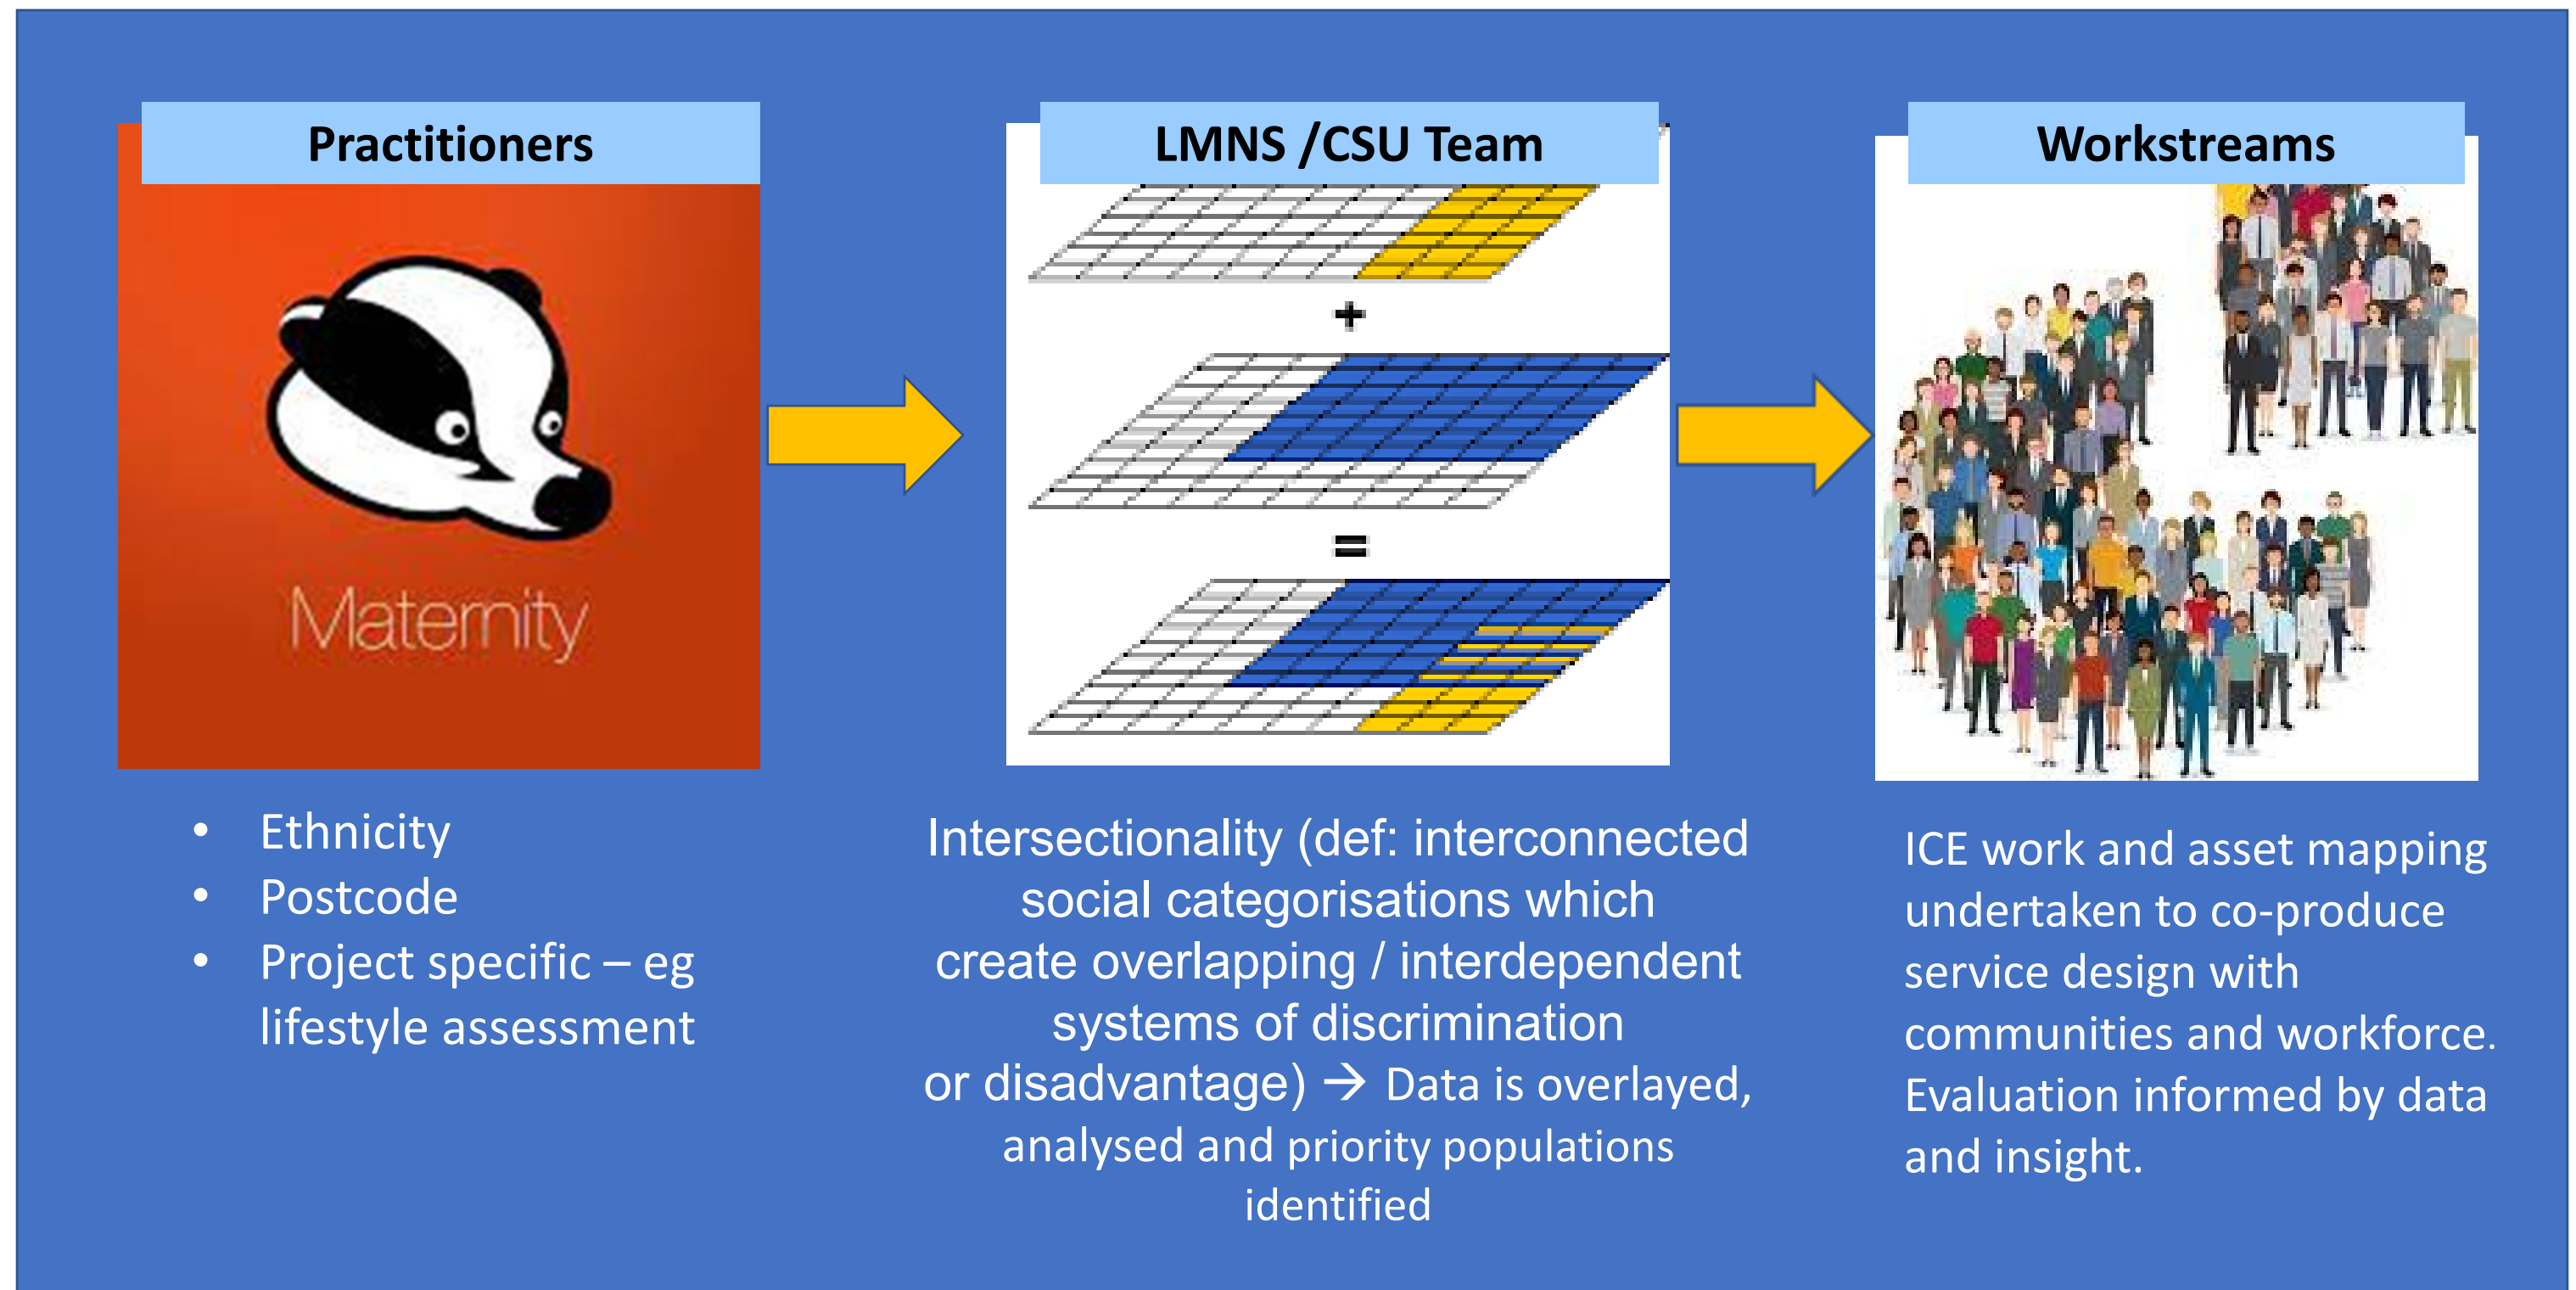 Practitioners
Maternity
• Ethnicity
• Postcode
• Project specific – eg
lifestyle assessment
LMNS /CSU Team
+
=
Intersectionality (def: interconnected
social categorisations which
create overlapping / interdependent
systems of discrimination
or disadvantage) → Data is overlayed,
analysed and priority populations
identified
Workstreams
ICE work and asset mapping
undertaken to co-produce
service design with
communities and workforce.
Evaluation informed by data
and insight.